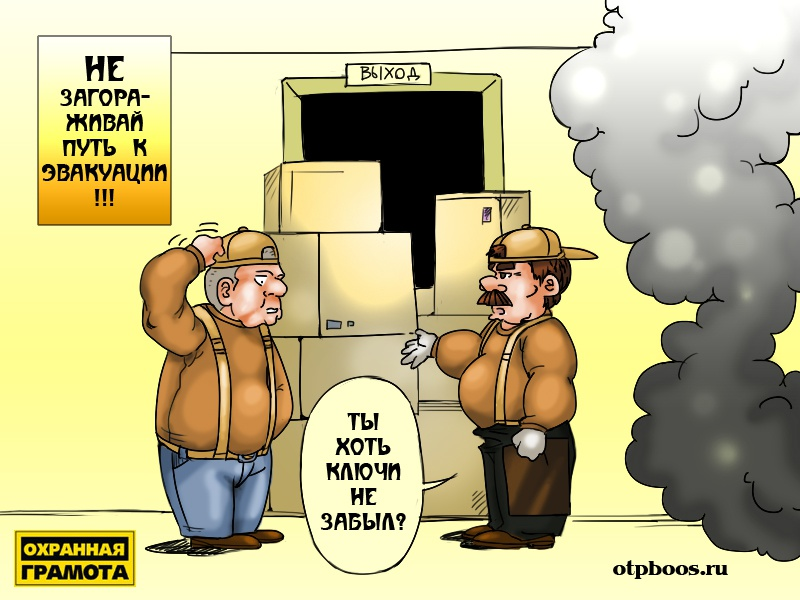 НЕ
ЗАГОРА-
ЖИВАЙ
ПУТЬ К
ЭВАКУАЦИИ
!!!
ВЫХОД
ТЫ
ХОТЬ
КЛЮЧИ
НЕ
ЗАБЫЛ?
ОХРАННАЯ
ГРАМОТА
otpboos.ru